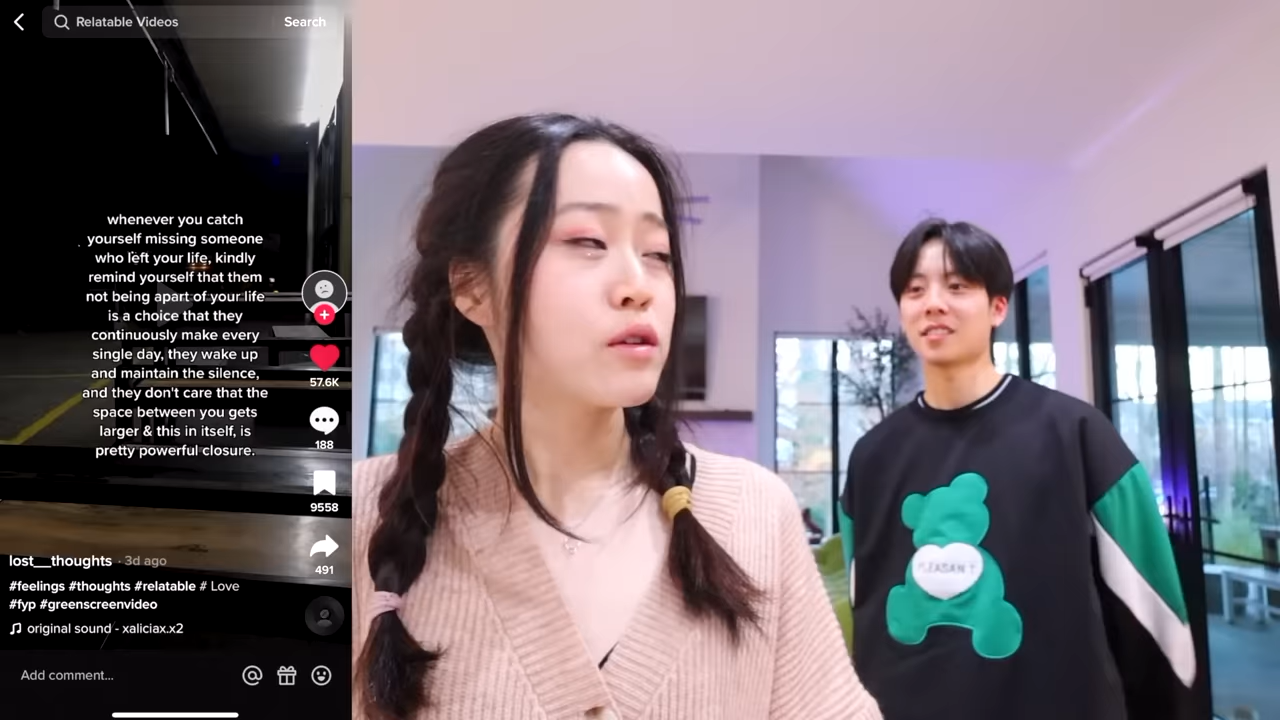 Relatable Videos
Search
whenever you catch
yourself missing someone
who left your life, kindly
remind yourself that them
not being apart of your life
is a choice that they
continuously make every
single day, they wake up
and maintain the silence,
and they don't care that the
space between you gets
larger & this in itself, is
pretty powerful closure.
57.6K
188
9558
491
lost__thoughts · 3d ago
#feelings #thoughts #relatable # Love
#fyp #greenscreenvideo
original sound - xaliciax.x2
Add comment...
PLEASANT